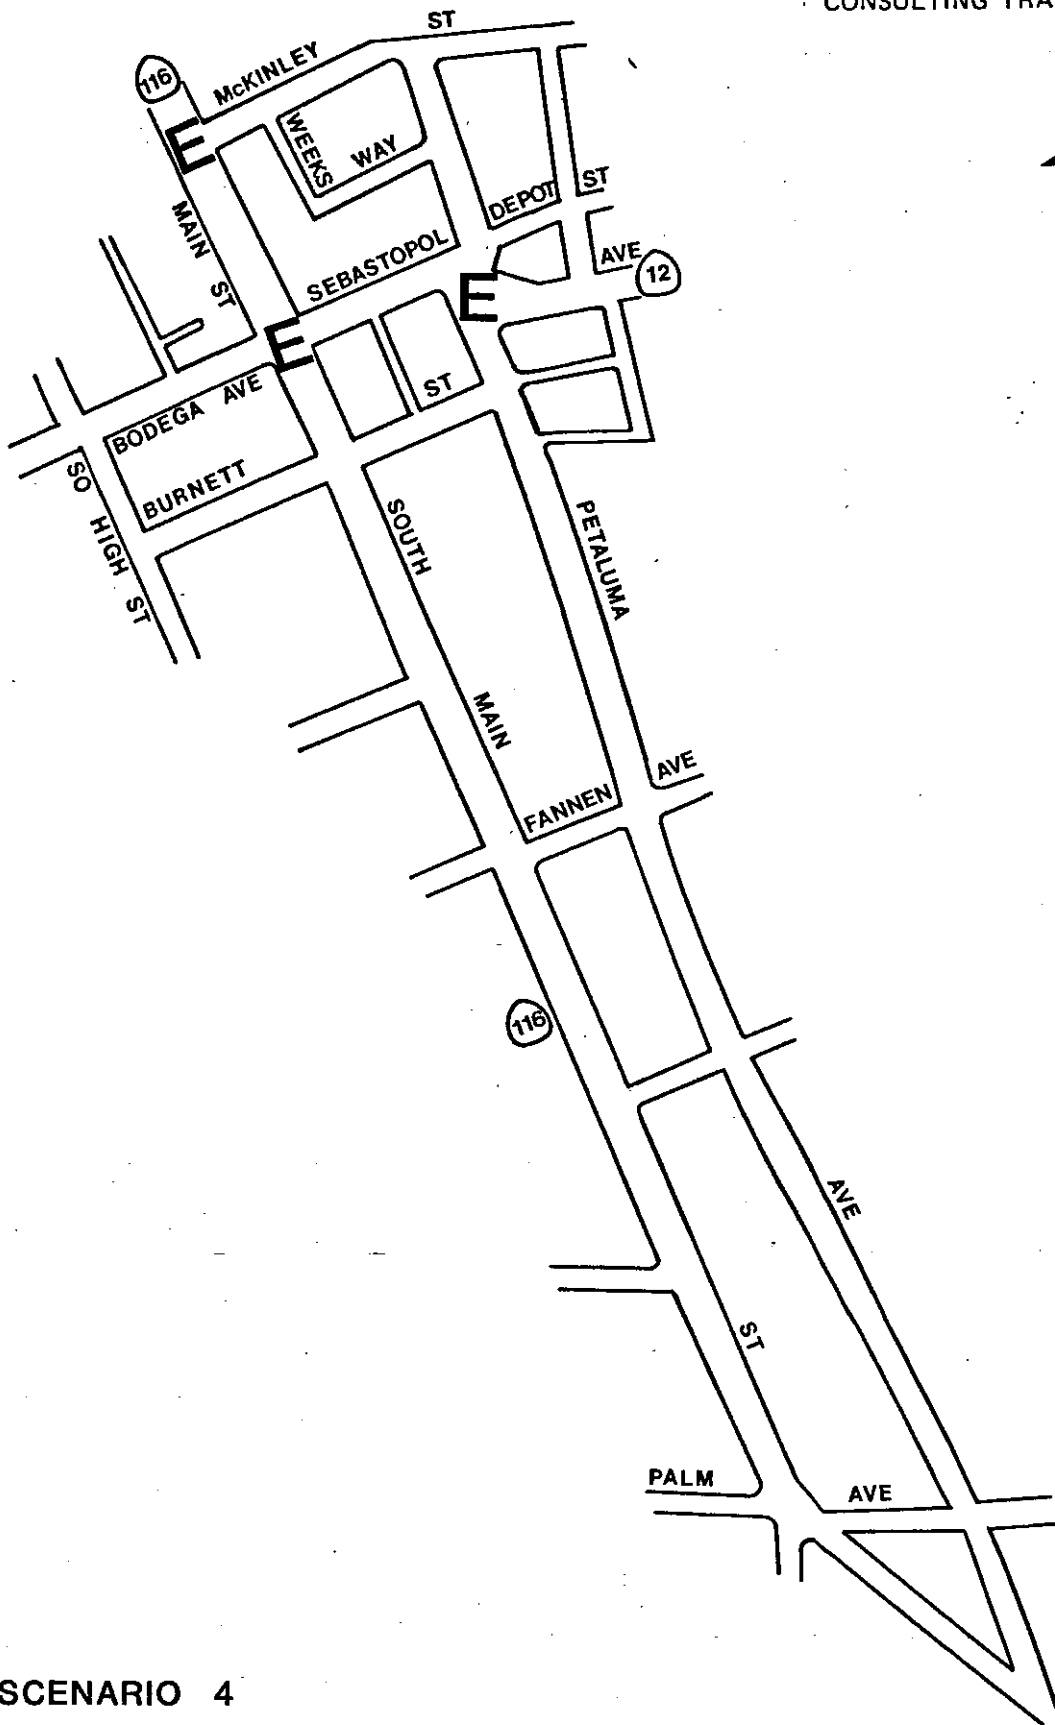 CONSULTING TRA
ST
McKINLEY
116
E
WEEKS
WAY
MAIN
ST
DEPOT
ST
SEBASTOPOL
AVE
12
E
E
BODEGA AVE
ST
BURNETT
SO
HIGH
ST
SOUTH
PETALUMA
MAIN
FANNEN
AVE
116
AVE
ST
PALM
AVE
SCENARIO 4